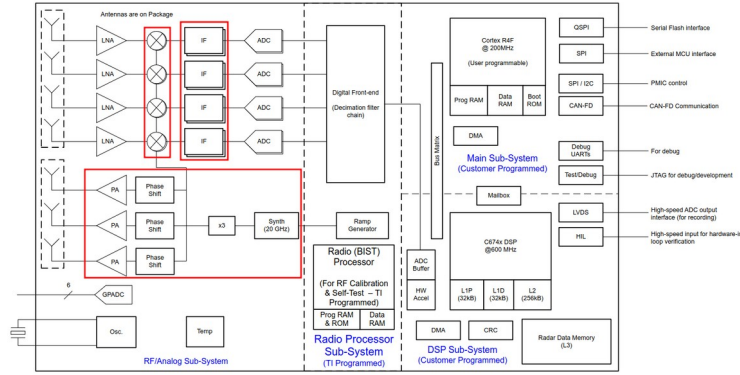 Antennas are on Package
LNA
IF
ADC
LNA
IF
ADC
LNA
IF
ADC
LNA
IF
ADC
Digital Front-end
(Decimation filter
chain)
PA
Phase
Shift
PA
Phase
Shift
PA
Phase
Shift
x3
Synth
(20 GHz)
Ramp
Generator
6
GPADC
Osc.
Temp
RF/Analog Sub-System
Radio (BIST)
Processor
(For RF Calibration
& Self-Test – TI
Programmed)
Prog RAM
& ROM
Data
RAM
Radio Processor
Sub-System
(TI Programmed)
Bus Matrix
Cortex R4F
@ 200MHz
(User programmable)
Prog RAM
Data
RAM
Boot
ROM
DMA
Main Sub-System
(Customer Programmed)
Mailbox
QSPI
Serial Flash interface
SPI
External MCU interface
SPI / I2C
PMIC control
CAN-FD
CAN-FD Communication
Debug
UARTs
For debug
Test/Debug
JTAG for debug/development
LVDS
High-speed ADC output
interface (for recording)
HIL
High-speed input for hardware-i
loop verification
ADC
Buffer
HW
Accel
C674x DSP
@600 MHz
L1P
(32kB)
L1D
(32kB)
L2
(256kB)
DMA
CRC
DSP Sub-System
(Customer Programmed)
Radar Data Memory
(L3)